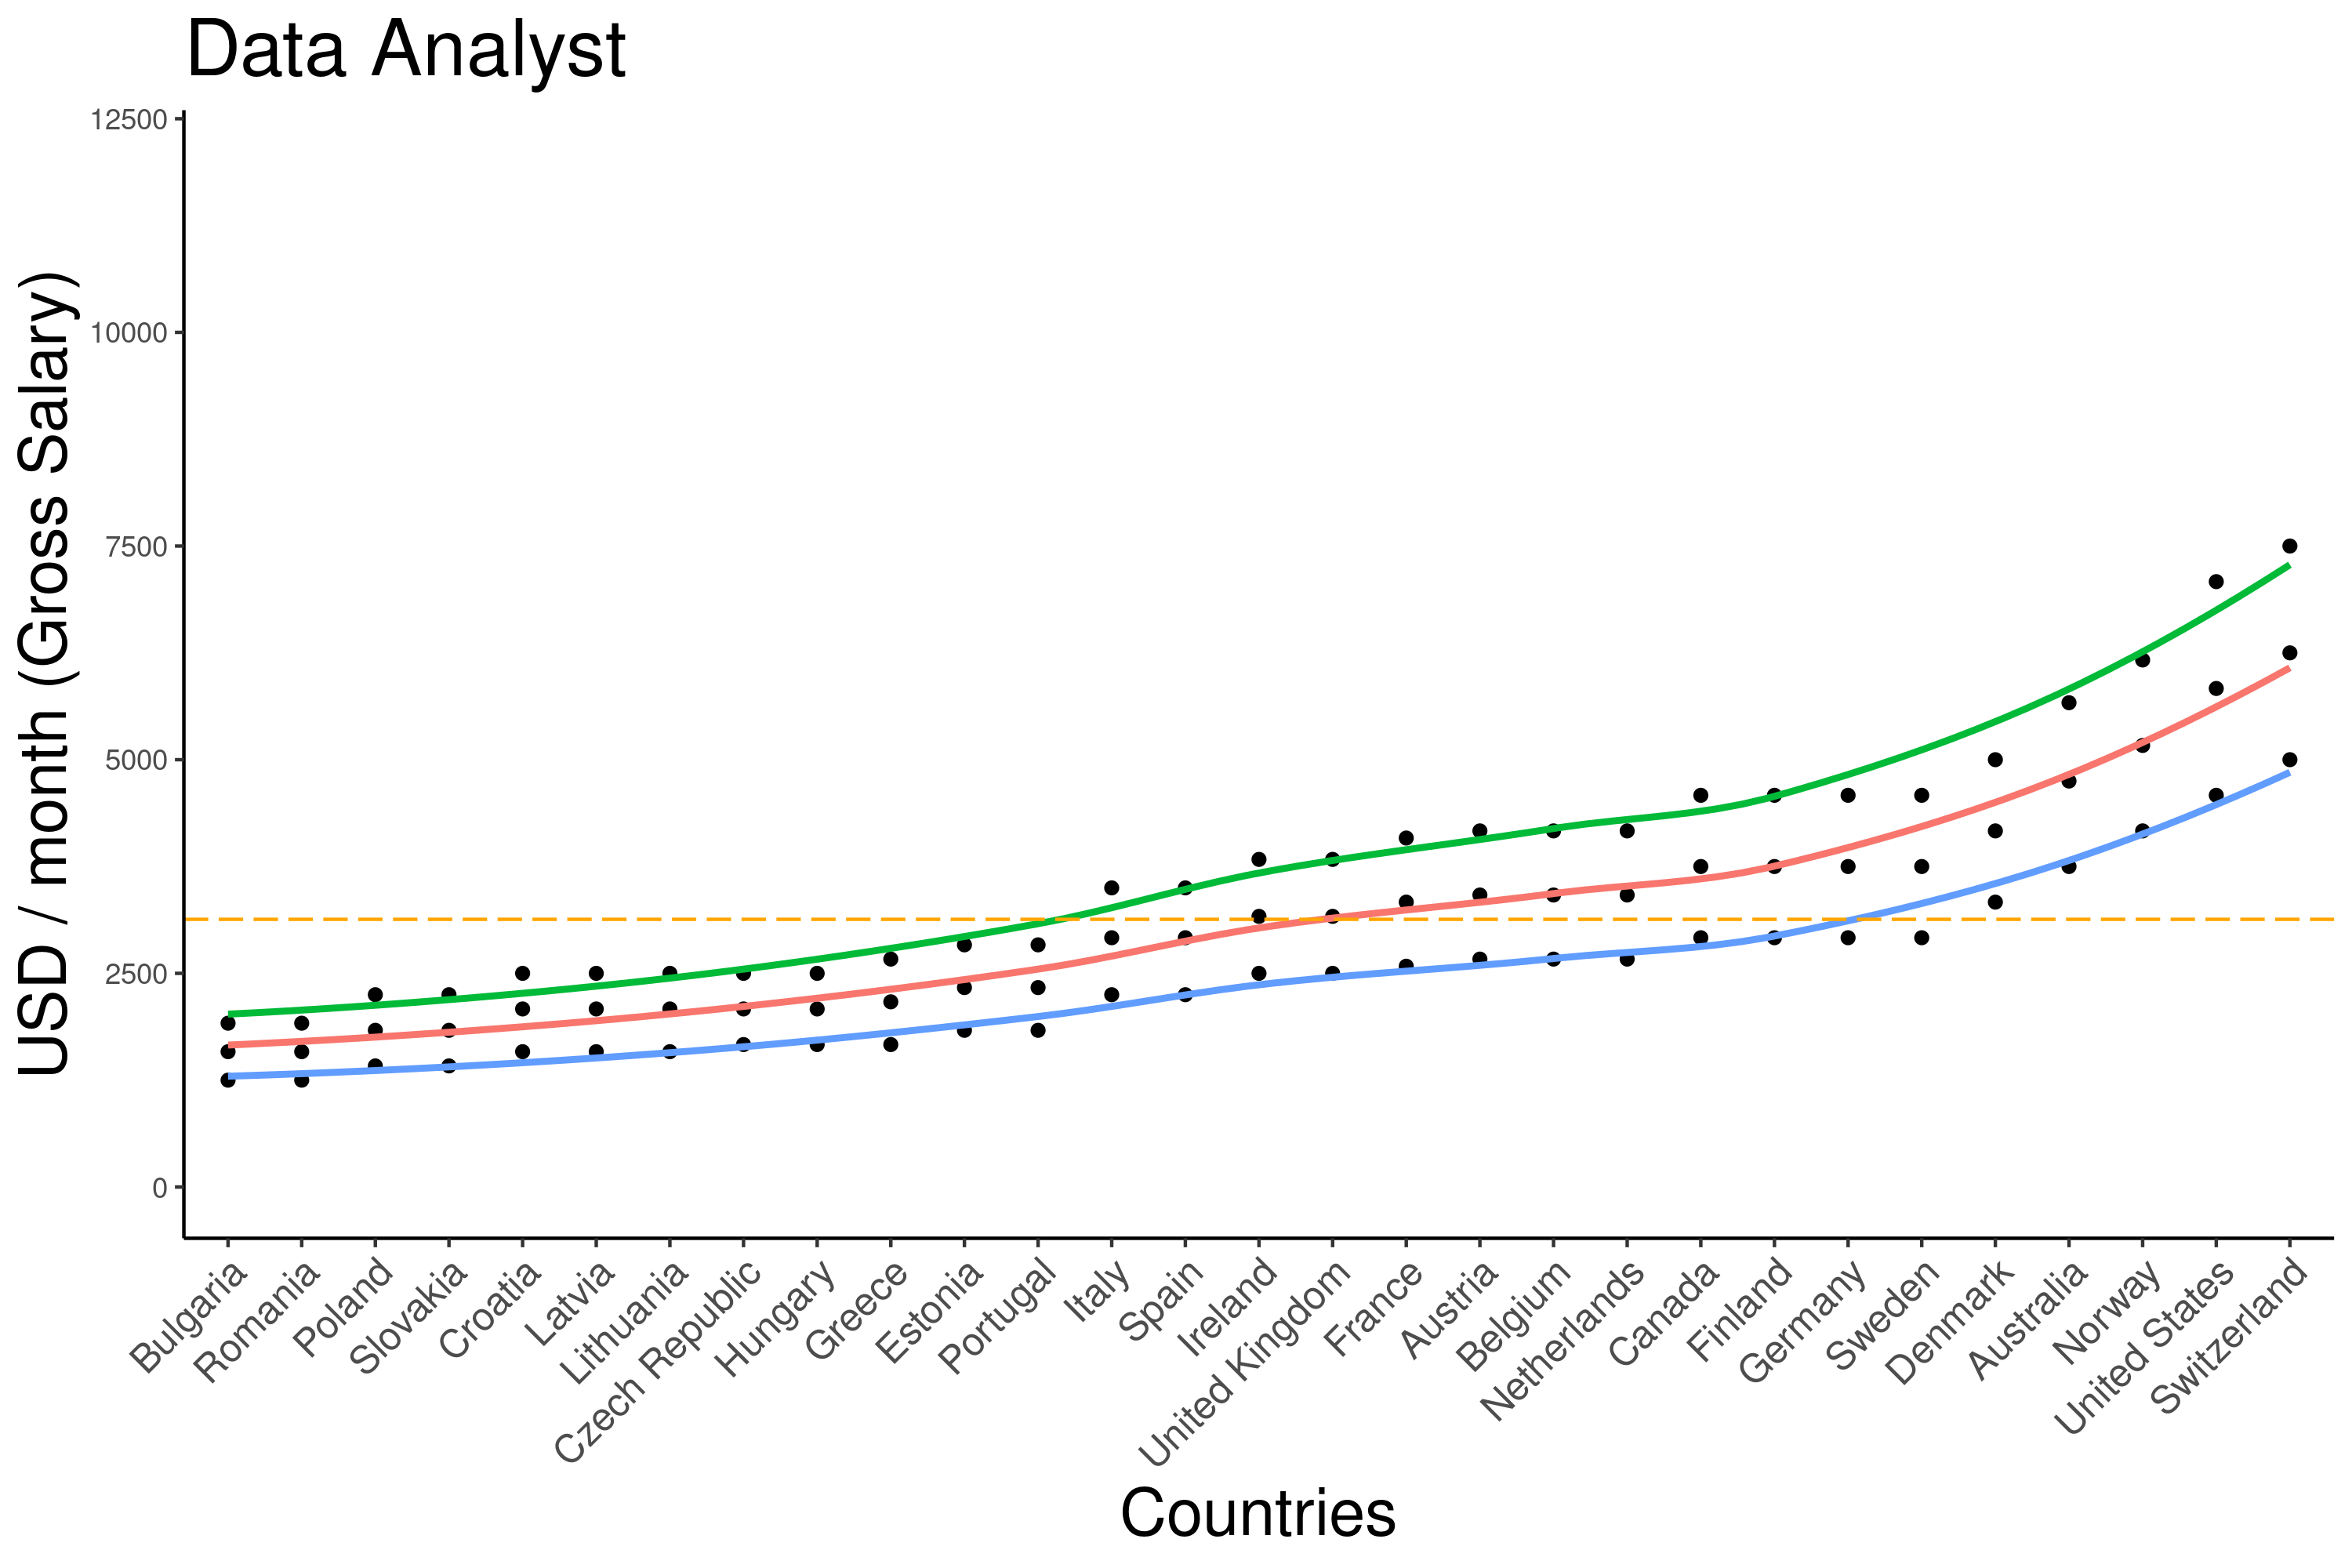 Data Analyst
USD / month (Gross Salary)
12500
10000
7500
5000
2500
0
Bulgaria
Romania
Poland
Slovakia
Croatia
Latvia
Lithuania
Czech Republic
Hungary
Greece
Estonia
Portugal
Italy
Spain
Ireland
United Kingdom
France
Austria
Belgium
Netherlands
Canada
Finland
Germany
Sweden
Denmark
Australia
Norway
United States
Switzerland
Countries